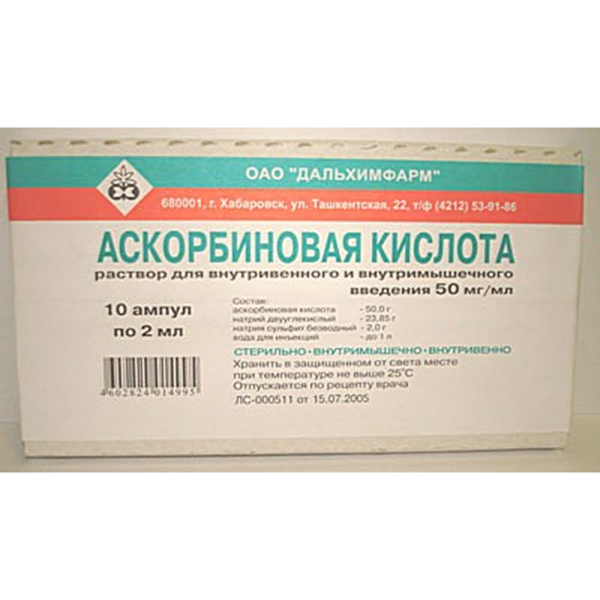 ОАО "ДАЛЬХИМФАРМ"
680001, г. Хабаровск, ул. Ташкентская, 22, т/ф (4212) 53-91-86
АСКОРБИНОВАЯ КИСЛОТА
раствор для внутривенного и внутримышечного
введения 50 мг/мл
10 ампул
по 2 мл
Состав:
аскорбиновая кислота - 50,0 г
натрий двууглекислый - 23,85 г
натрия сульфит безводный - 2,0 г
вода для инъекций - до 1 л
СТЕРИЛЬНО·ВНУТРИМЫШЕЧНО·ВНУТРИВЕННО
Хранить в защищенном от света месте
при температуре не выше 25°С
Отпускается по рецепту врача
ЛС-000511 от 15.07.2005
4602824014995